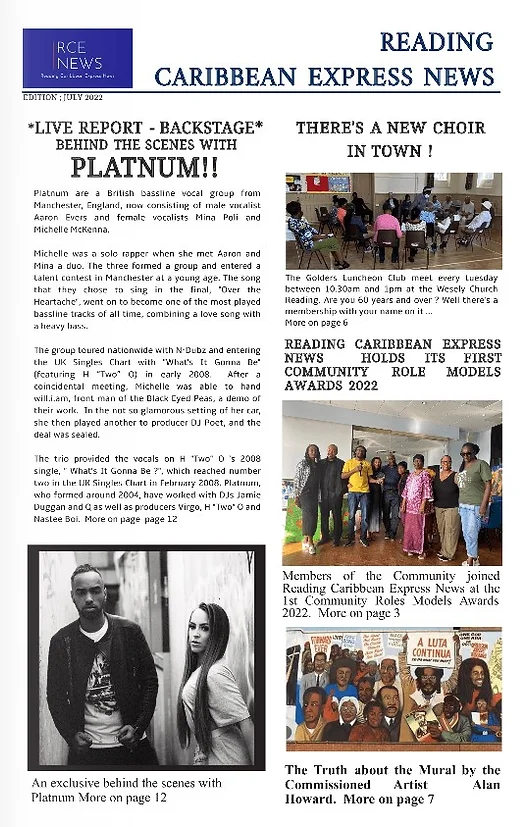 RCE
NEWS
Reading Caribbean Express News
READING
CARIBBEAN EXPRESS NEWS
EDITION ; JULY 2022
*LIVE REPORT - BACKSTAGE*
BEHIND THE SCENES WITH
PLATNUM!!
Platnum are a British bassline vocal group from
Manchester, England, now consisting of male vocalist
Aaron Evers and female vocalists Mina Poli and
Michelle McKenna.
Michelle was a solo rapper when she met Aaron and
Mina a duo. The three formed a group and entered a
talent contest in Manchester at a young age. The song
that they chose to sing in the final, "Over the
Heartache", went on to become one of the most played
bassline tracks of all time, combining a love song with
a heavy bass.
The group toured nationwide with N-Dubz and entering
the UK Singles Chart with "What's It Gonna Be"
(featuring H "Two" O) in early 2008. After a
coincidental meeting, Michelle was able to hand
will.i.am, front man of the Black Eyed Peas, a demo of
their work. In the not so glamorous setting of her car,
she then played another to producer DJ Poet, and the
deal was sealed.
The trio provided the vocals on H "Two" O 's 2008
single, " What's It Gonna Be ?", which reached number
two in the UK Singles Chart in February 2008. Platnum,
who formed around 2004, have worked with DJs Jamie
Duggan and Q as well as producers Virgo, H "Two" O and
Nastee Boi. More on page page 12
An exclusive behind the scenes with
Platnum More on page 12
THERE'S A NEW CHOIR
IN TOWN !
The Golders Luncheon Club meet every tuesday
between 10.30am and 1pm at the Wesely Church
Reading. Are you 60 years and over ? Well there's a
membership with your name on it ...
More on page 6
READING CARIBBEAN EXPRESS
NEWS HOLDS ITS FIRST
COMMUNITY ROLE MODELS
AWARDS 2022
Members of the Community joined
Reading Caribbean Express News at the
1st Community Roles Models Awards
2022. More on page 3
FORWARD
EVER
A LUTA
CONTINUA
The Truth about the Mural by the
Commissioned Artist Alan
Howard. More on page 7